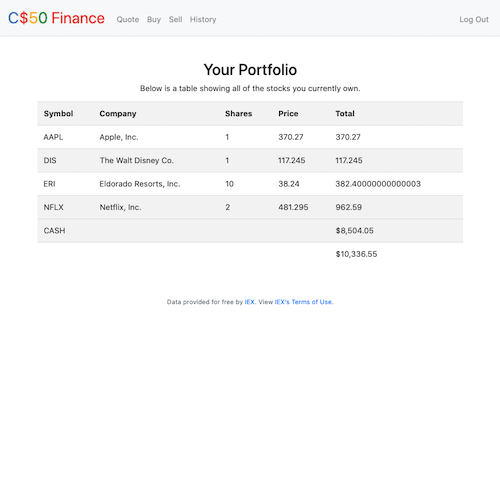 C$50 Finance Quote Buy Sell History Log Out
Your Portfolio
Below is a table showing all of the stocks you currently own.
Symbol Company Shares Price Total
AAPL Apple, Inc. 1 370.27 370.27
DIS The Walt Disney Co. 1 117.245 117.245
ERI Eldorado Resorts, Inc. 10 38.24 382.40000000000003
NFLX Netflix, Inc. 2 481.295 962.59
CASH $8,504.05
$10,336.55
Data provided for free by IEX. View IEX's Terms of Use.